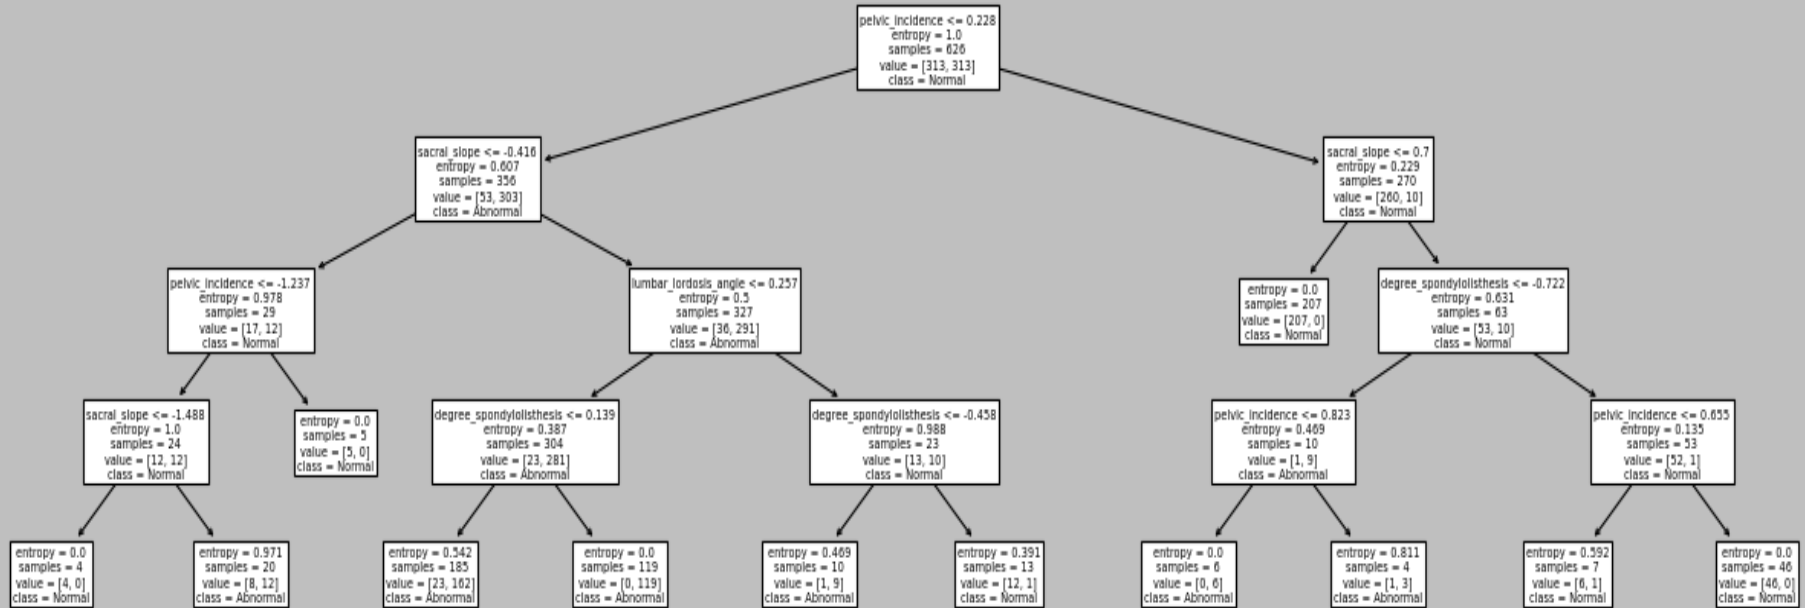 pelvic_incidence <= 0.228
entropy = 1.0
samples = 626
value = [313, 313]
class = Normal
sacral_slope <= -0.416
entropy = 0.607
samples = 356
value = [53, 303]
class = Abnormal
sacral_slope <= 0.7
entropy = 0.229
samples = 270
value = [260, 10]
class = Normal
pelvic_incidence <= -1.237
entropy = 0.978
samples = 29
value = [17, 12]
class = Normal
lumbar_lordosis_angle <= 0.257
entropy = 0.5
samples = 327
value = [36, 291]
class = Abnormal
entropy = 0.0
samples = 207
value = [207, 0]
class = Normal
degree_spondylolisthesis <= -0.722
entropy = 0.631
samples = 63
value = [53, 10]
class = Normal
sacral_slope <= -1.488
entropy = 1.0
samples = 24
value = [12, 12]
class = Normal
entropy = 0.0
samples = 5
value = [5, 0]
class = Normal
degree_spondylolisthesis <= 0.139
entropy = 0.387
samples = 304
value = [23, 281]
class = Abnormal
degree_spondylolisthesis <= -0.458
entropy = 0.988
samples = 23
value = [13, 10]
class = Normal
pelvic_incidence <= 0.823
entropy = 0.469
samples = 10
value = [1, 9]
class = Abnormal
pelvic_incidence <= 0.655
entropy = 0.135
samples = 53
value = [52, 1]
class = Normal
entropy = 0.0
samples = 4
value = [4, 0]
class = Normal
entropy = 0.971
samples = 20
value = [8, 12]
class = Abnormal
entropy = 0.542
samples = 185
value = [23, 162]
class = Abnormal
entropy = 0.0
samples = 119
value = [0, 119]
class = Abnormal
entropy = 0.469
samples = 10
value = [1, 9]
class = Abnormal
entropy = 0.391
samples = 13
value = [12, 1]
class = Normal
entropy = 0.0
samples = 6
value = [0, 6]
class = Abnormal
entropy = 0.811
samples = 4
value = [1, 3]
class = Abnormal
entropy = 0.592
samples = 7
value = [6, 1]
class = Normal
entropy = 0.0
samples = 46
value = [46, 0]
class = Normal